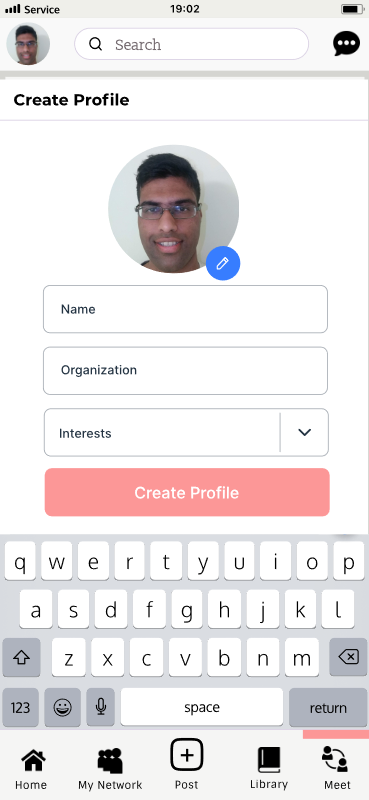 Service 19:02
Search
Create Profile
Name
Organization
Interests
Create Profile
q w e r t y u i o p
a s d f g h j k l
z x c v b n m
123 space return
Home My Network Post Library Meet